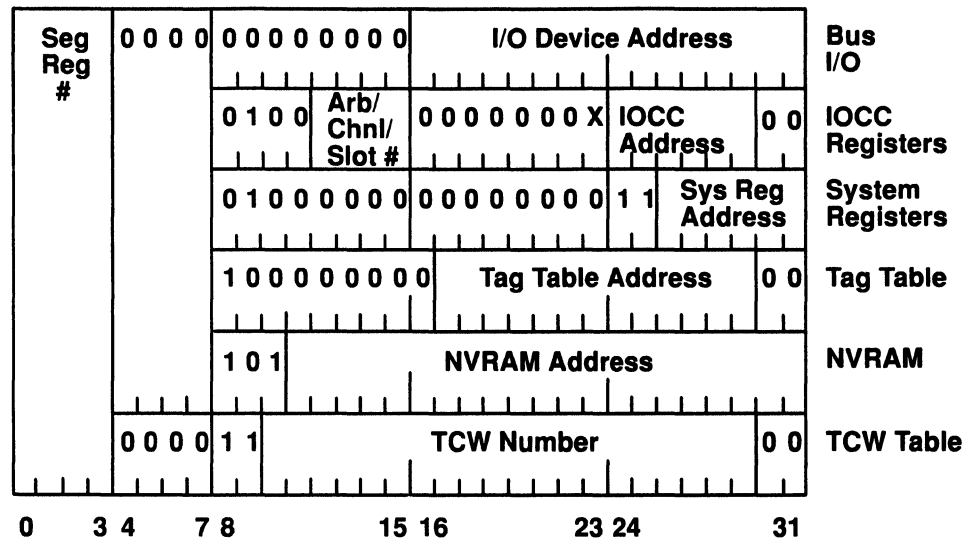 Seg
Reg
#
0 0 0 0 0 0 0 0 0 0 0 0 I/O Device Address Bus
I/O
0 1 0 0 Arb/
Chnl/
Slot # 0 0 0 0 0 0 0 X IOCC
Address 0 0 IOCC
Registers
0 1 0 0 0 0 0 0 0 0 0 0 0 0 0 0 1 1 Sys Reg
Address System
Registers
1 0 0 0 0 0 0 0 0 Tag Table Address 0 0 Tag Table
1 0 1 NVRAM Address NVRAM
0 0 0 0 1 1 TCW Number 0 0 TCW Table
0 3 4 7 8 15 16 23 24 31